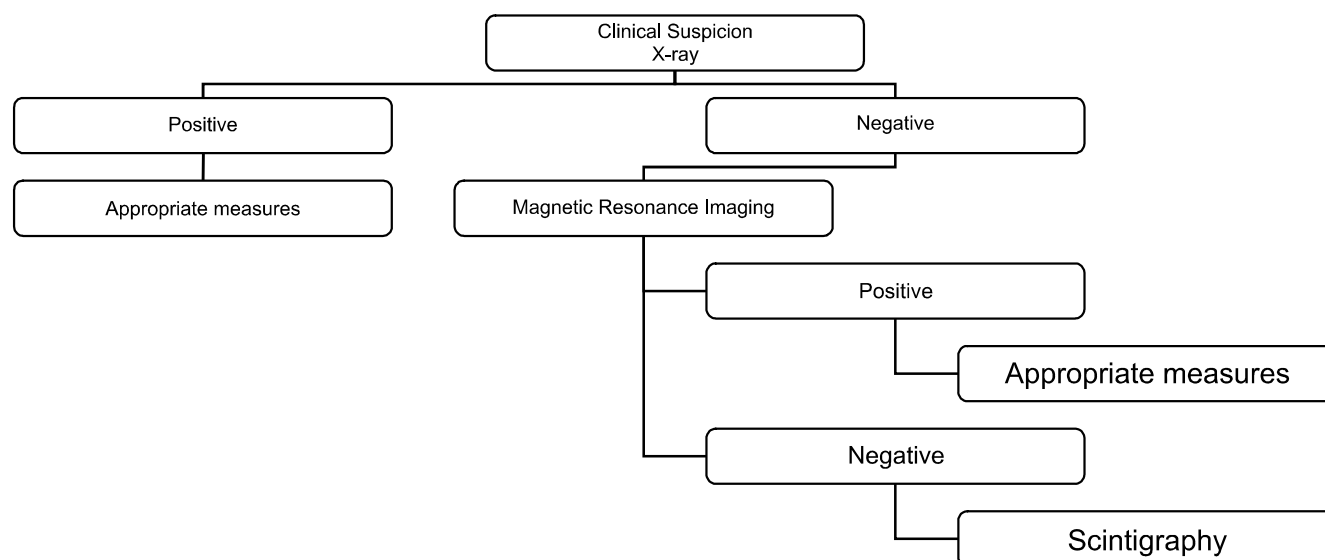 Clinical Suspicion
X-ray
Positive
Negative
Appropriate measures
Magnetic Resonance Imaging
Positive
Appropriate measures
Negative
Scintigraphy